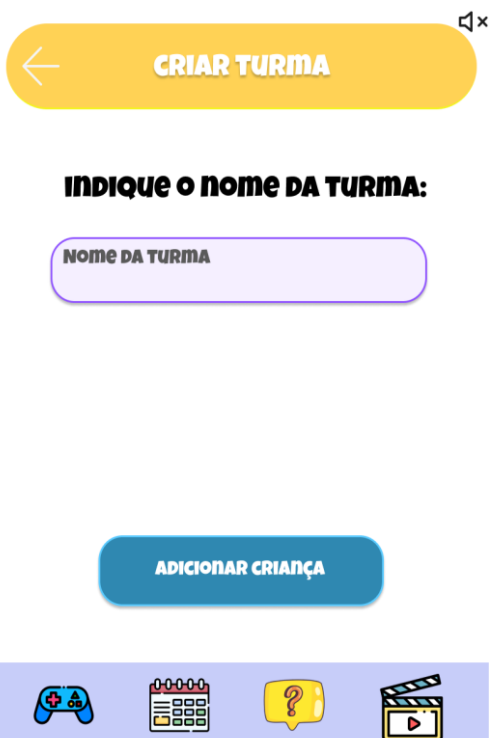 CRIAR TURMA
Indique o nome da turma:
Nome da turma
Adicionar criança
?